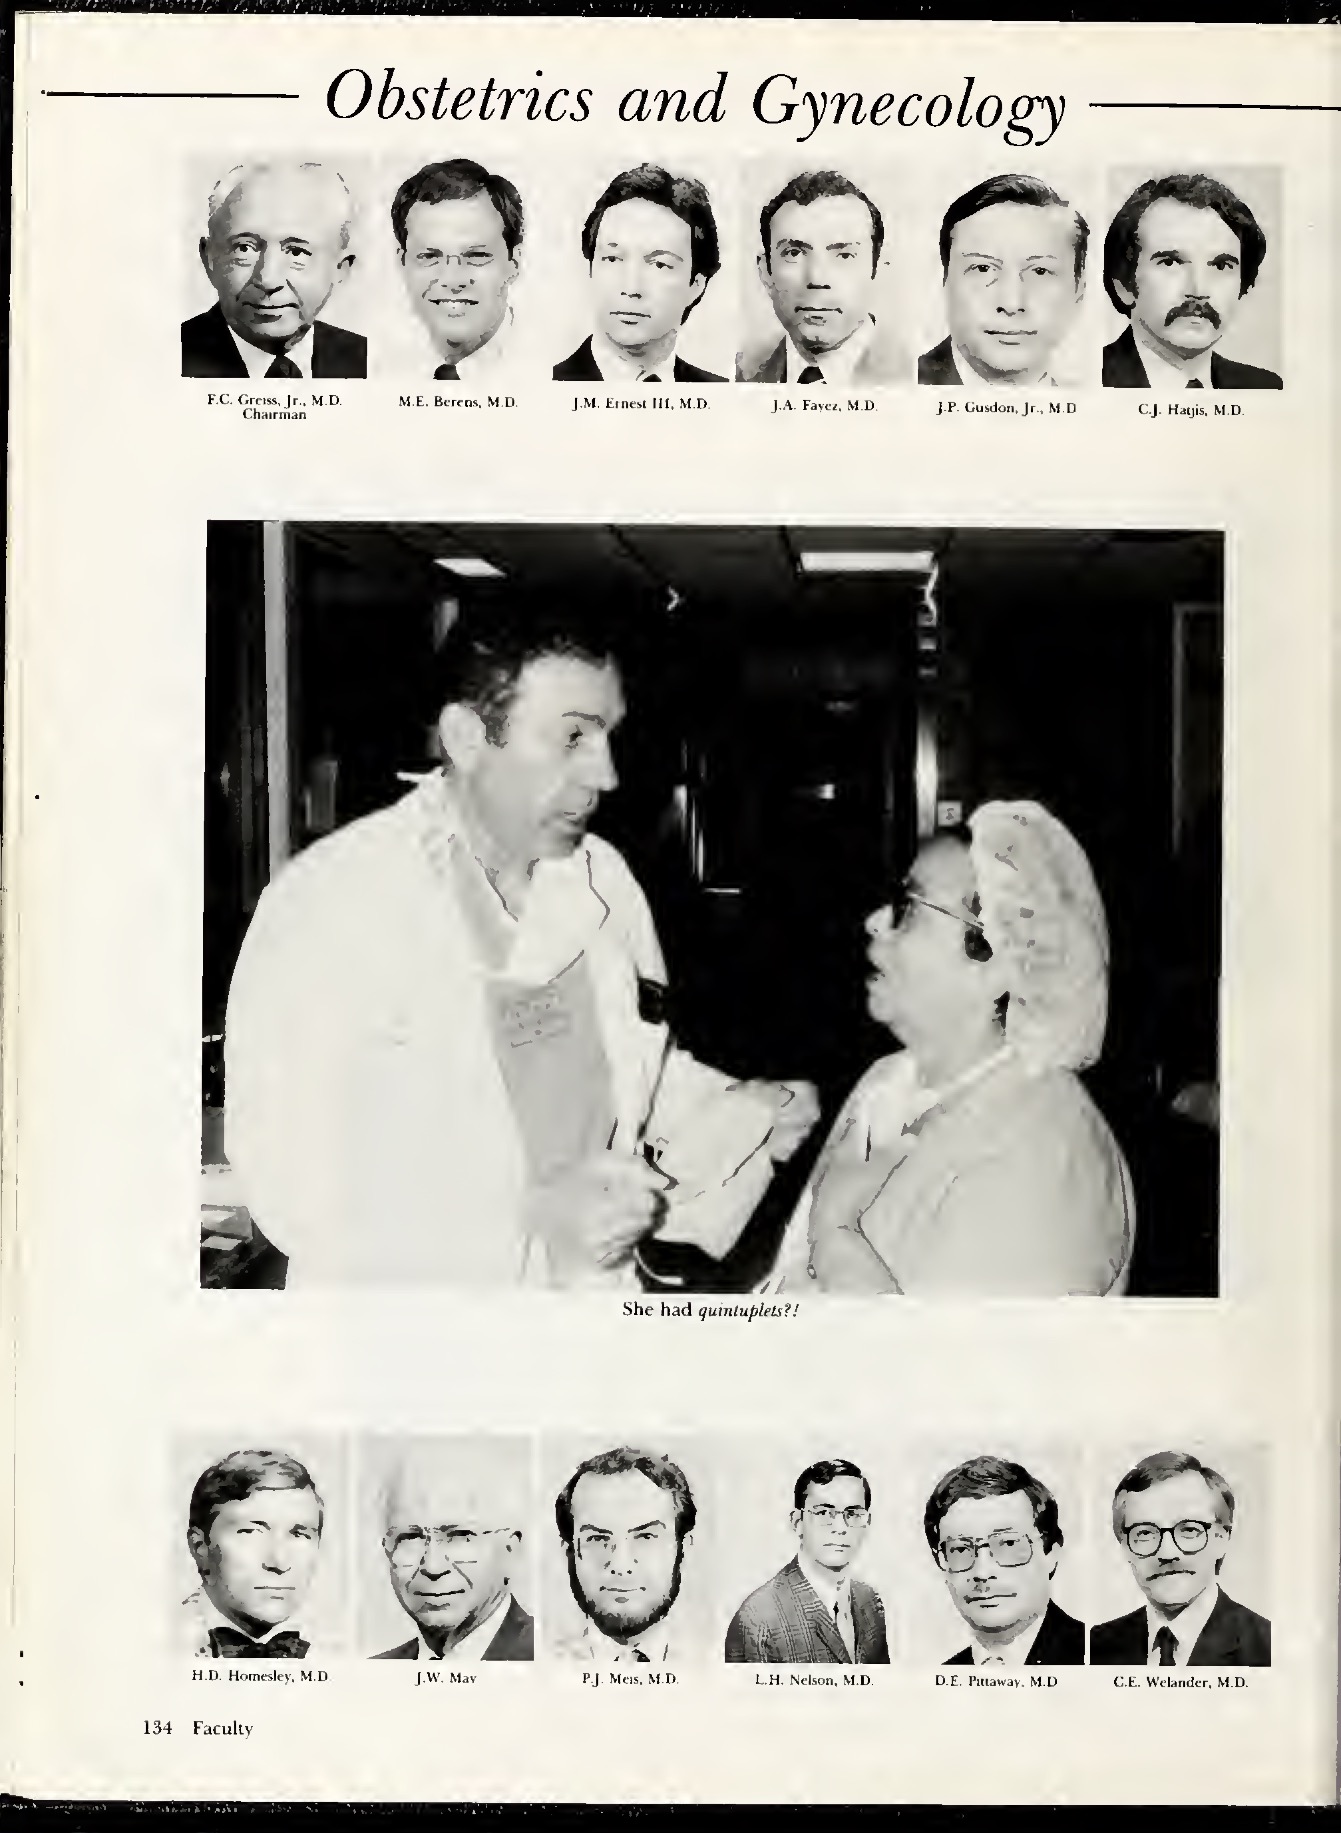 Obstetrics and Gynecology
F.C. Greiss, Jr., M.D.
Chairman
M.E. Berens, M.D.
J.M. Ernest III, M.D.
J.A. Fayez, M.D.
J.P. Gusdon, Jr., M.D
C.J. Hatjis, M.D.
She had quintuplets?!
H.D. Homesley, M.D.
J.W. May
P.J. Meis, M.D.
L.H. Nelson, M.D.
D.E. Pittaway, M.D
C.E. Welander, M.D.
134 Faculty